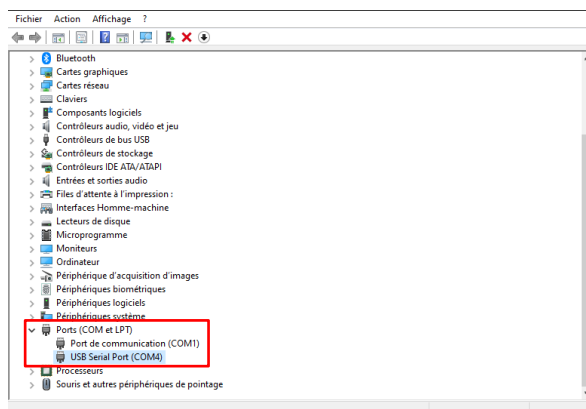 Fichier Action Affichage ?
Bluetooth
Cartes graphiques
Cartes réseau
Claviers
Composants logiciels
Contrôleurs audio, vidéo et jeu
Contrôleurs de bus USB
Contrôleurs de stockage
Contrôleurs IDE ATA/ATAPI
Entrées et sorties audio
Files d'attente à l'impression :
Interfaces Homme-machine
Lecteurs de disque
Microprogramme
Moniteurs
Ordinateur
Périphérique d'acquisition d'images
Périphériques biométriques
Périphériques logiciels
Périphériques système
Ports (COM et LPT)
Port de communication (COM1)
USB Serial Port (COM4)
Processeurs
Souris et autres périphériques de pointage